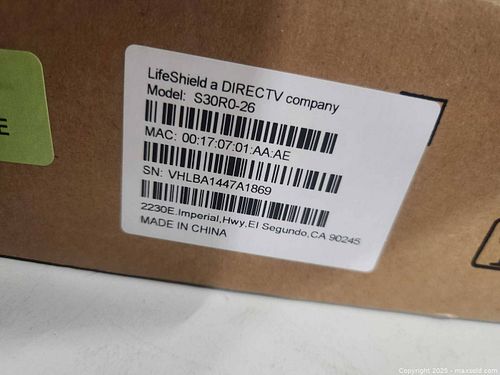 LifeShield a DIRECTV company
Model: S30R0-26
MAC: 00:17:07:01:AA:AE
SN: VHLBA1447A1869
2230E.Imperial,Hwy,El Segundo,CA 90245
MADE IN CHINA
E
Copyright 2025 - maxsold.com